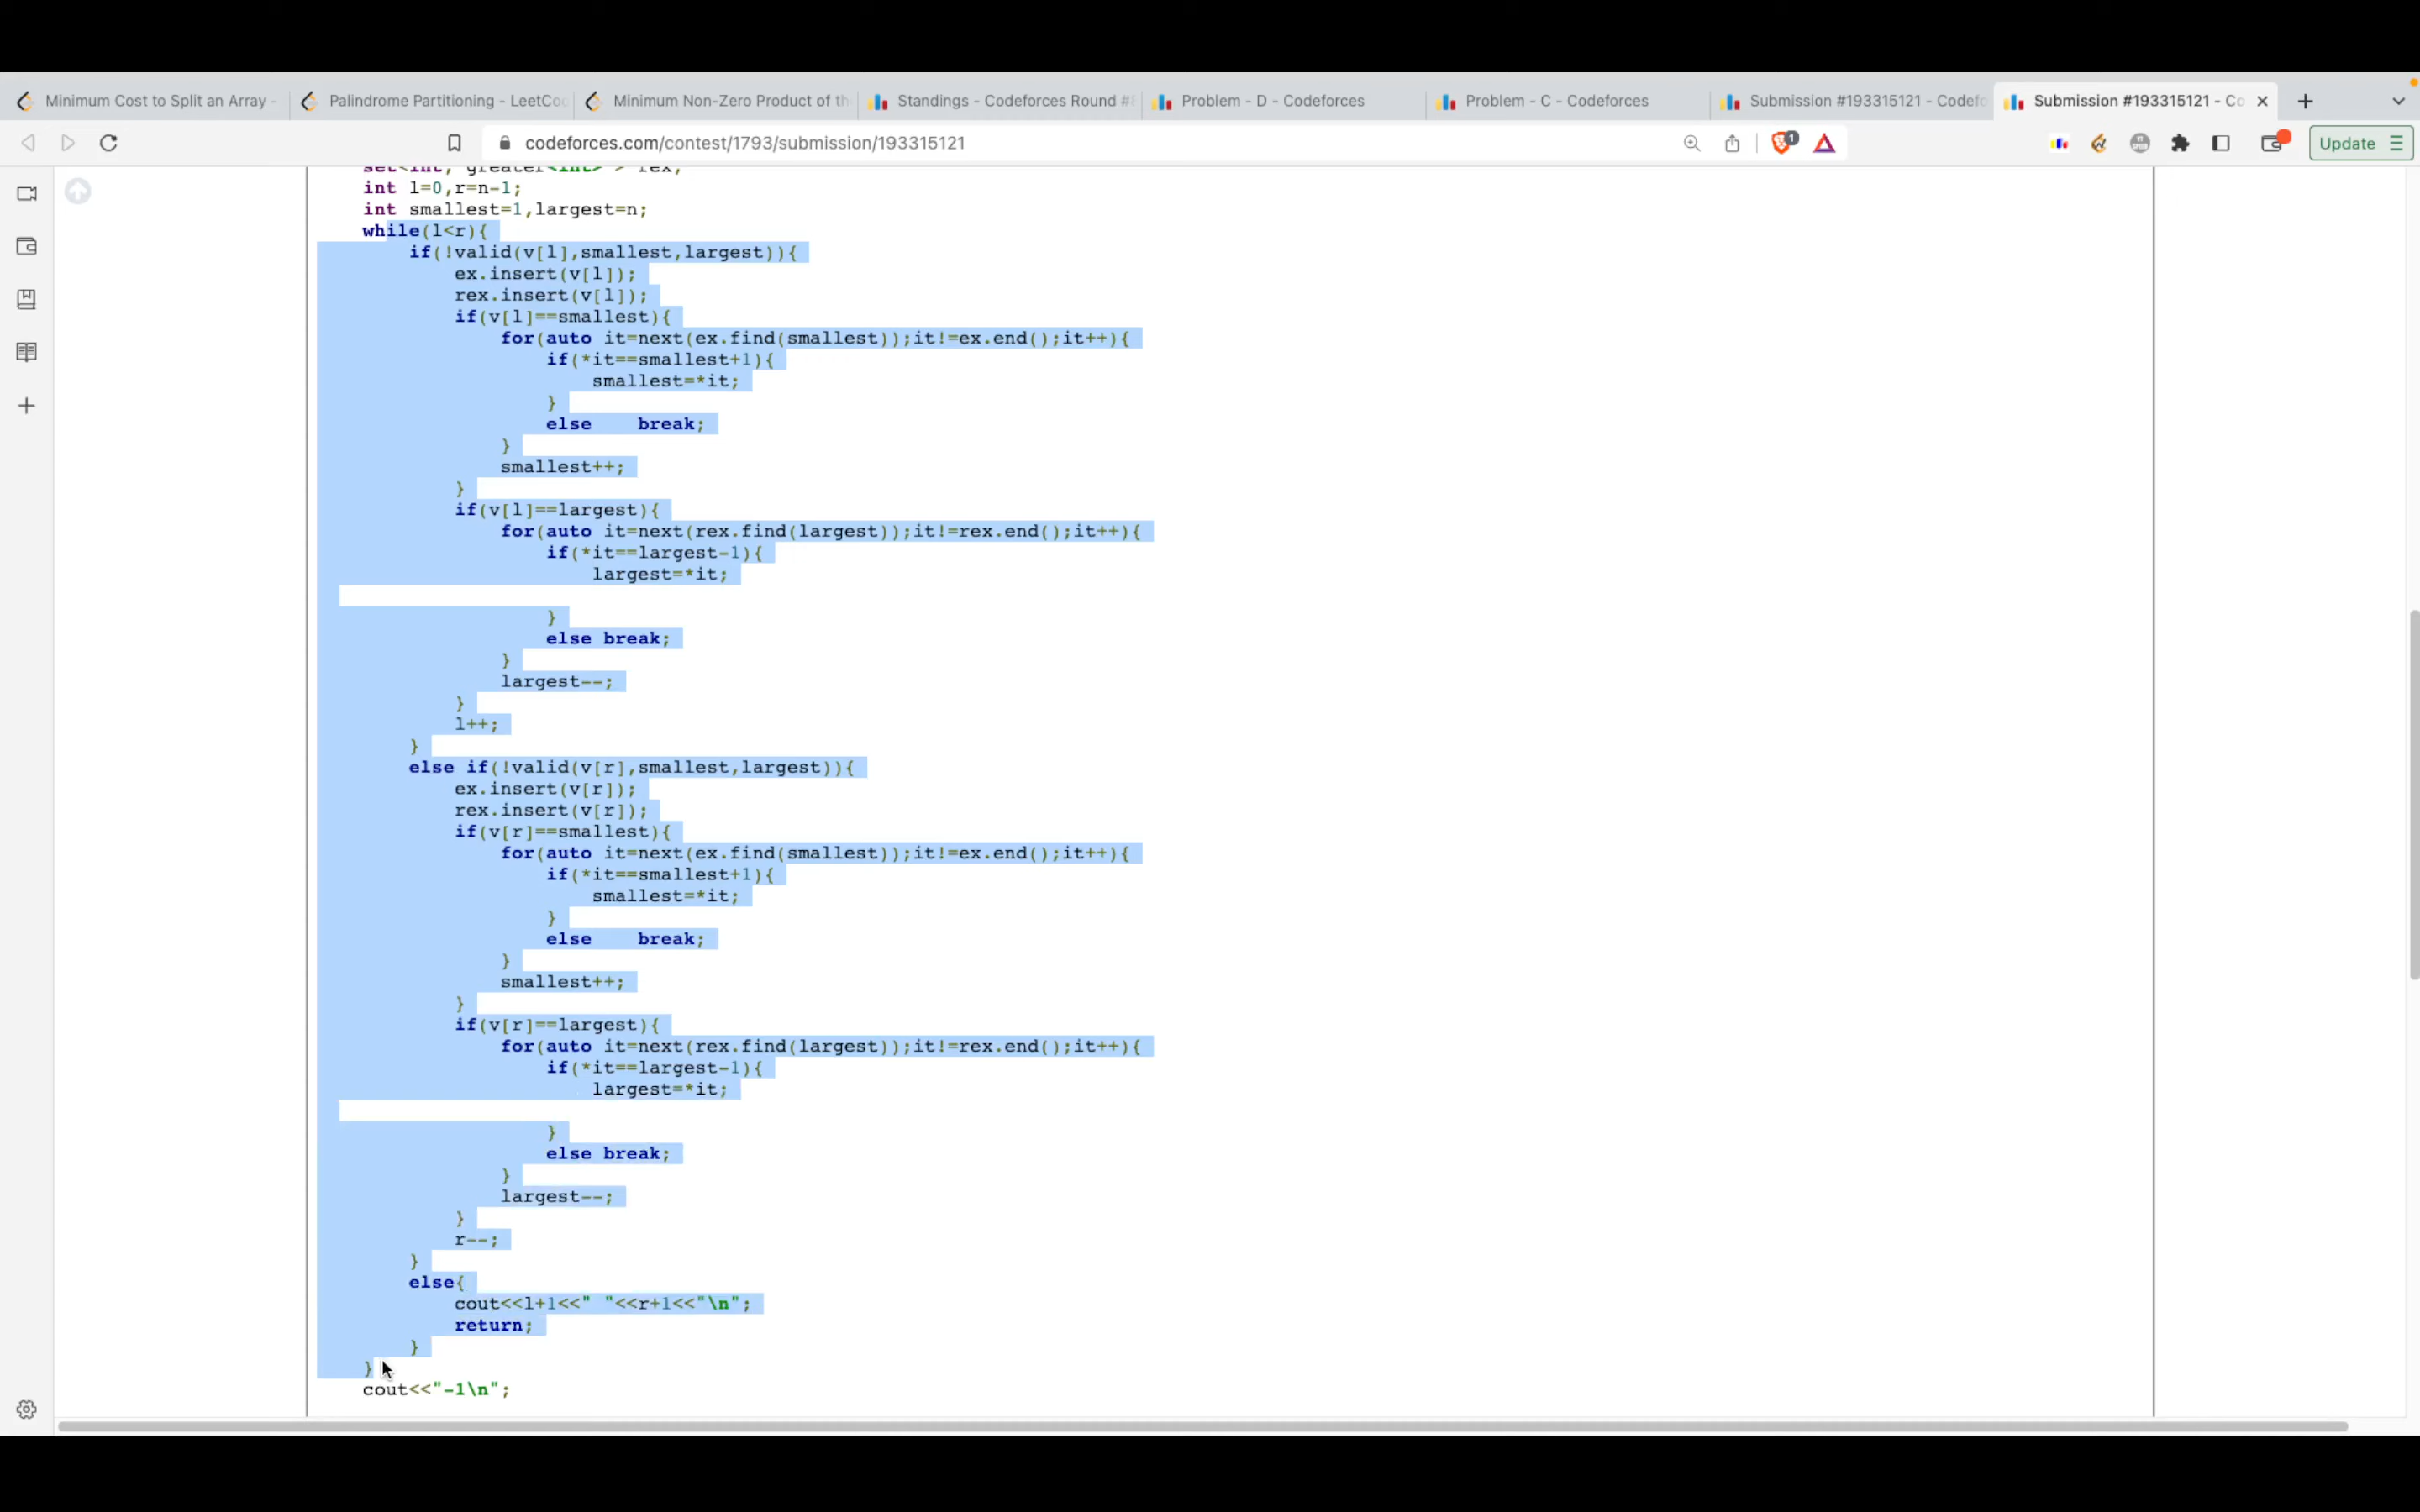 Minimum Cost to Split an Array -
Palindrome Partitioning - LeetCo
Minimum Non-Zero Product of th
Standings - Codeforces Round #
Problem - D - Codeforces
Problem - C - Codeforces
Submission #193315121 - Codefo
Submission #193315121 - Co
codeforces.com/contest/1793/submission/193315121
1
Update
set<int, greater<int> > rex;
int l=0,r=n-1;
int smallest=1,largest=n;
while(l<r){
if(!valid(v[l],smallest,largest)){
ex.insert(v[l]);
rex.insert(v[l]);
if(v[l]==smallest){
for(auto it=next(ex.find(smallest));it!=ex.end();it++){
if(*it==smallest+1){
smallest=*it;
}
else    break;
}
smallest++;
}
if(v[l]==largest){
for(auto it=next(rex.find(largest));it!=rex.end();it++){
if(*it==largest-1){
largest=*it;
}
else break;
}
largest--;
}
l++;
}
else if(!valid(v[r],smallest,largest)){
ex.insert(v[r]);
rex.insert(v[r]);
if(v[r]==smallest){
for(auto it=next(ex.find(smallest));it!=ex.end();it++){
if(*it==smallest+1){
smallest=*it;
}
else    break;
}
smallest++;
}
if(v[r]==largest){
for(auto it=next(rex.find(largest));it!=rex.end();it++){
if(*it==largest-1){
largest=*it;
}
else break;
}
largest--;
}
r--;
}
else{
cout<<l+1<<" "<<r+1<<"\n";
return;
}
}
cout<<"-1\n";